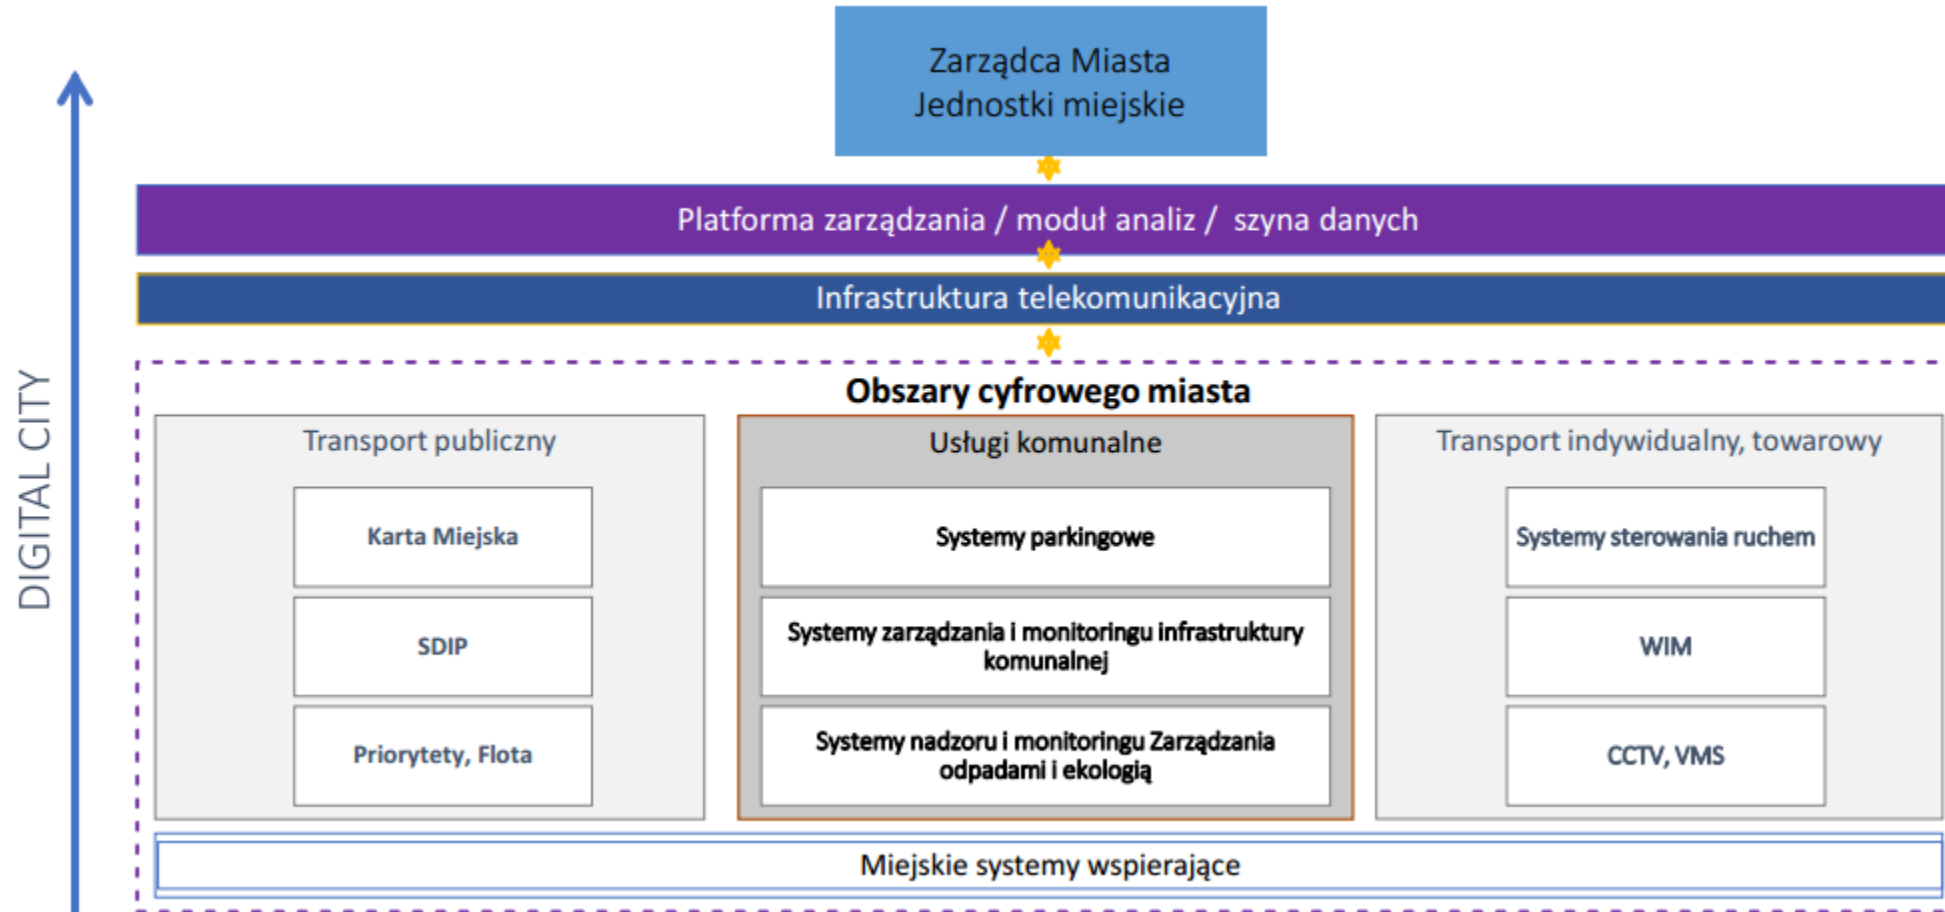 Zarządca Miasta
Jednostki miejskie
Platforma zarządzania / moduł analiz / szyna danych
Infrastruktura telekomunikacyjna
DIGITAL CITY
Obszary cyfrowego miasta
Transport publiczny
Karta Miejska
SDIP
Priorytety, Flota
Usługi komunalne
Systemy parkingowe
Systemy zarządzania i monitoringu infrastruktury
komunalnej
Systemy nadzoru i monitoringu Zarządzania
odpadami i ekologią
Transport indywidualny, towarowy
Systemy sterowania ruchem
WIM
CCTV, VMS
Miejskie systemy wspierające